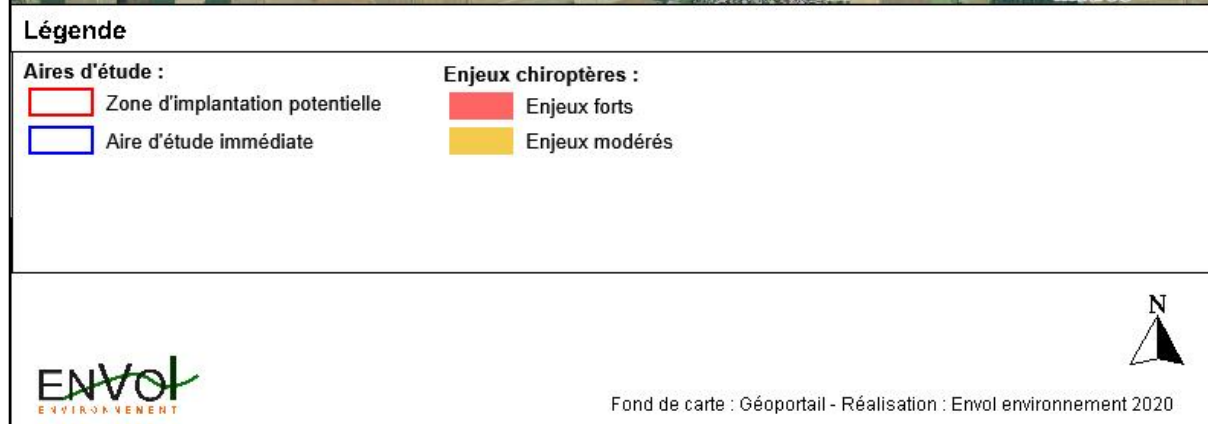 Légende
Aires d'étude :
Zone d'implantation potentielle
Aire d'étude immédiate
Enjeux chiroptères :
Enjeux forts
Enjeux modérés
N
ENVOl
ENVIRONNEMENT
Fond de carte : Géoportail - Réalisation : Envol environnement 2020